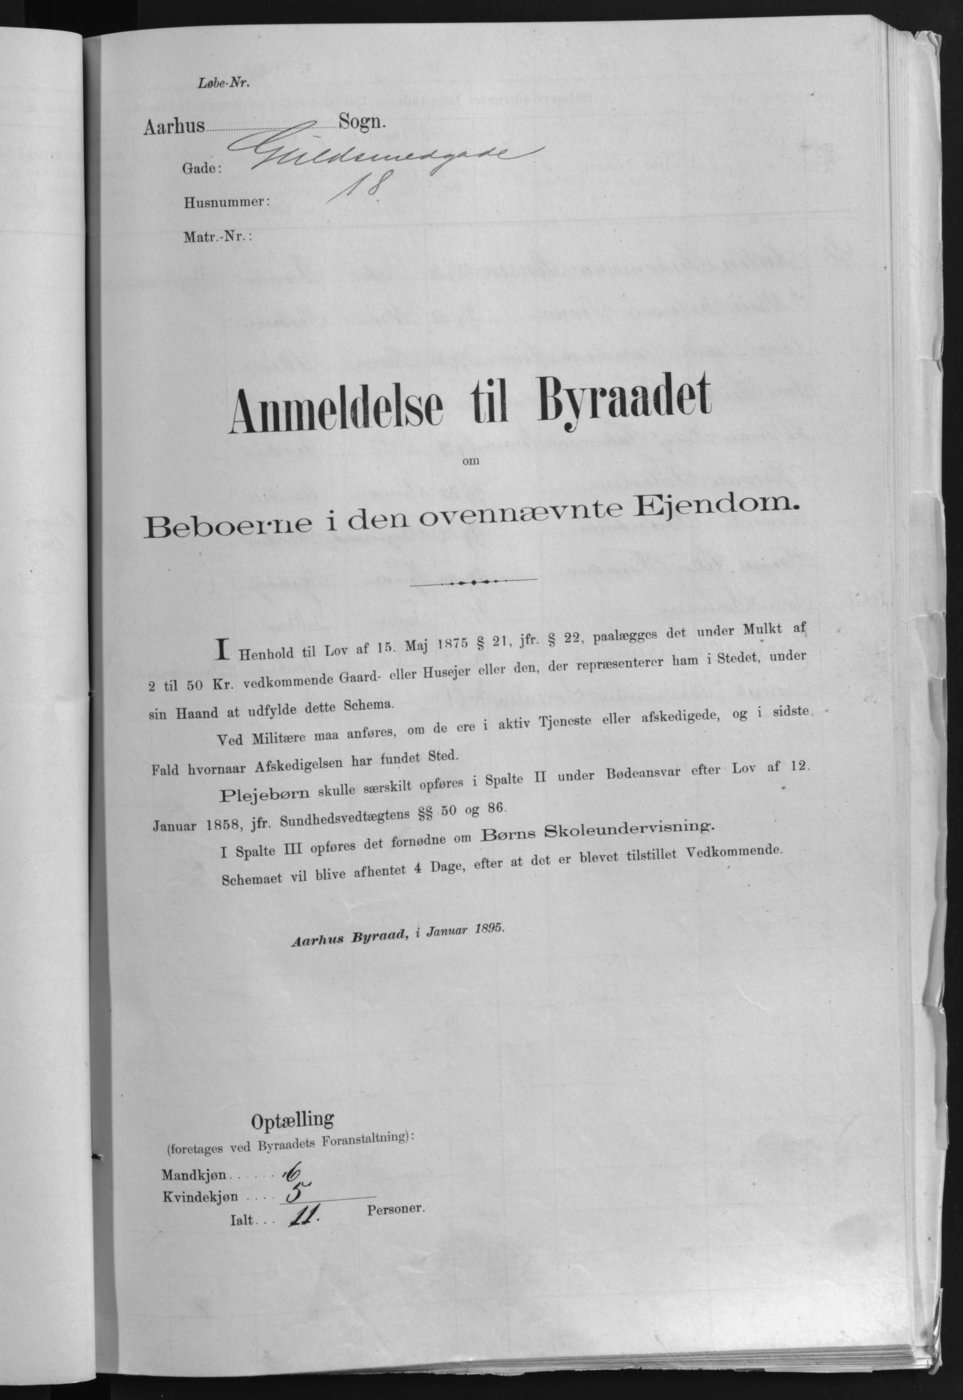 Løbe-Nr.
Aarhus Sogn.
Gade: Guldsmedgade
Husnummer: 18.
Matr.-Nr.:
Anmeldelse til Byraadet
om
Beboerne i den ovennævnte Ejendom.
I Henhold til Lov af 15. Maj 1875 § 21, jfr. § 22, paalægges det under Mulkt af
2 til 50 Kr. vedkommende Gaard- eller Husejer eller den, der repræsenterer ham i Stedet, under
sin Haand at udfylde dette Schema.
Ved Militære maa anføres, om de ere i aktiv Tjeneste eller afskedigede, og i sidste
Fald hvornaar Afskedigelsen har fundet Sted.
Plejebørn skulle særskilt opføres i Spalte II under Bødeansvar efter Lov af 12.
Januar 1858, jfr. Sundhedsvedtægtens §§ 50 og 86.
I Spalte III opføres det fornødne om Børns Skoleundervisning.
Schemaet vil blive afhentet 4 Dage, efter at det er blevet tilstillet Vedkommende.
Aarhus Byraad, i Januar 1895.
Optælling
(foretages ved Byraadets Foranstaltning):
Mandkjøn ..... 6
Kvindekjøn .... 5
Ialt ... 11. Personer.